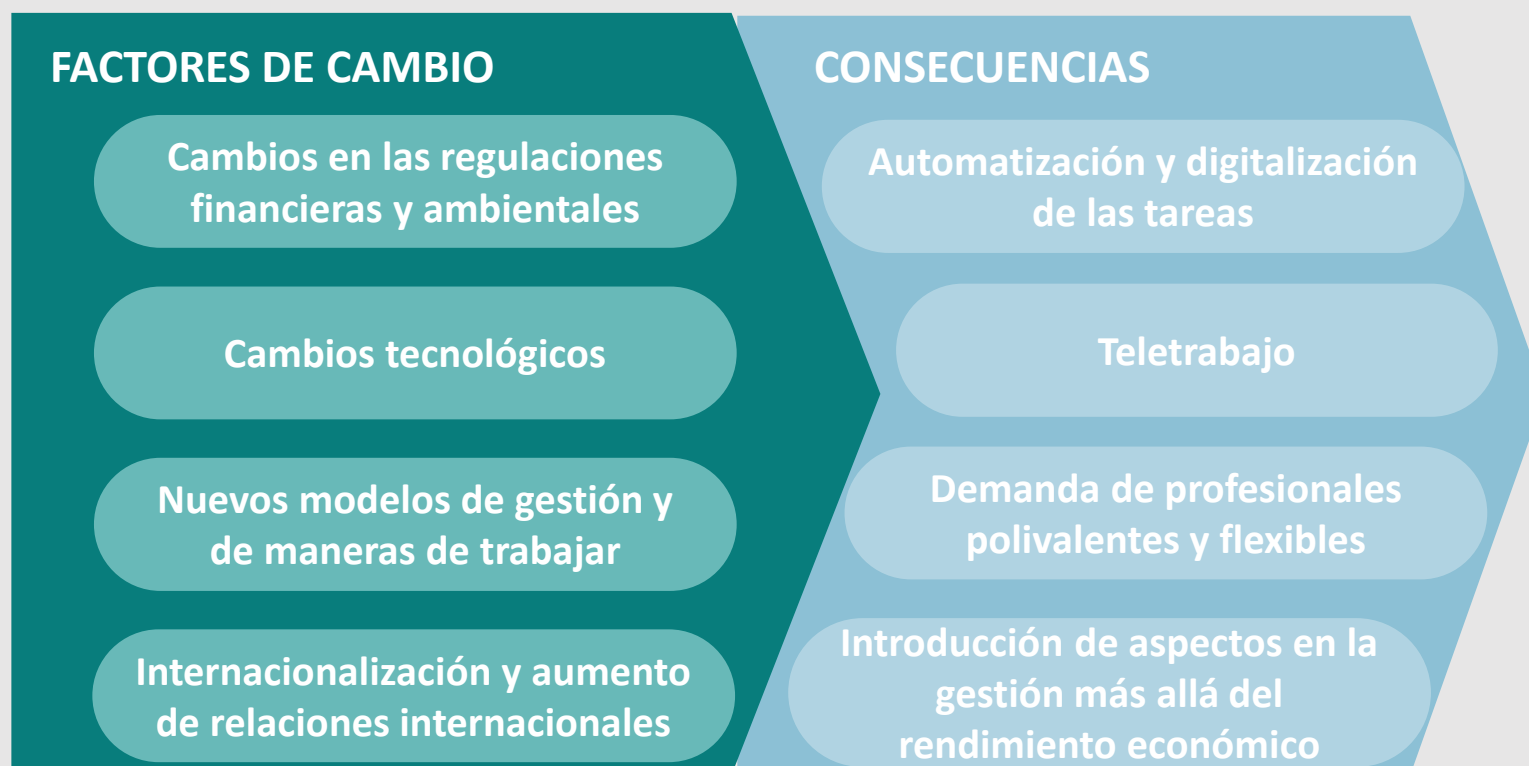 FACTORES DE CAMBIO
Cambios en las regulaciones
financieras y ambientales
Cambios tecnológicos
Nuevos modelos de gestión y
de maneras de trabajar
Internacionalización y aumento
de relaciones internacionales
CONSECUENCIAS
Automatización y digitalización
de las tareas
Teletrabajo
Demanda de profesionales
polivalentes y flexibles
Introducción de aspectos en la
gestión más allá del
rendimiento económico